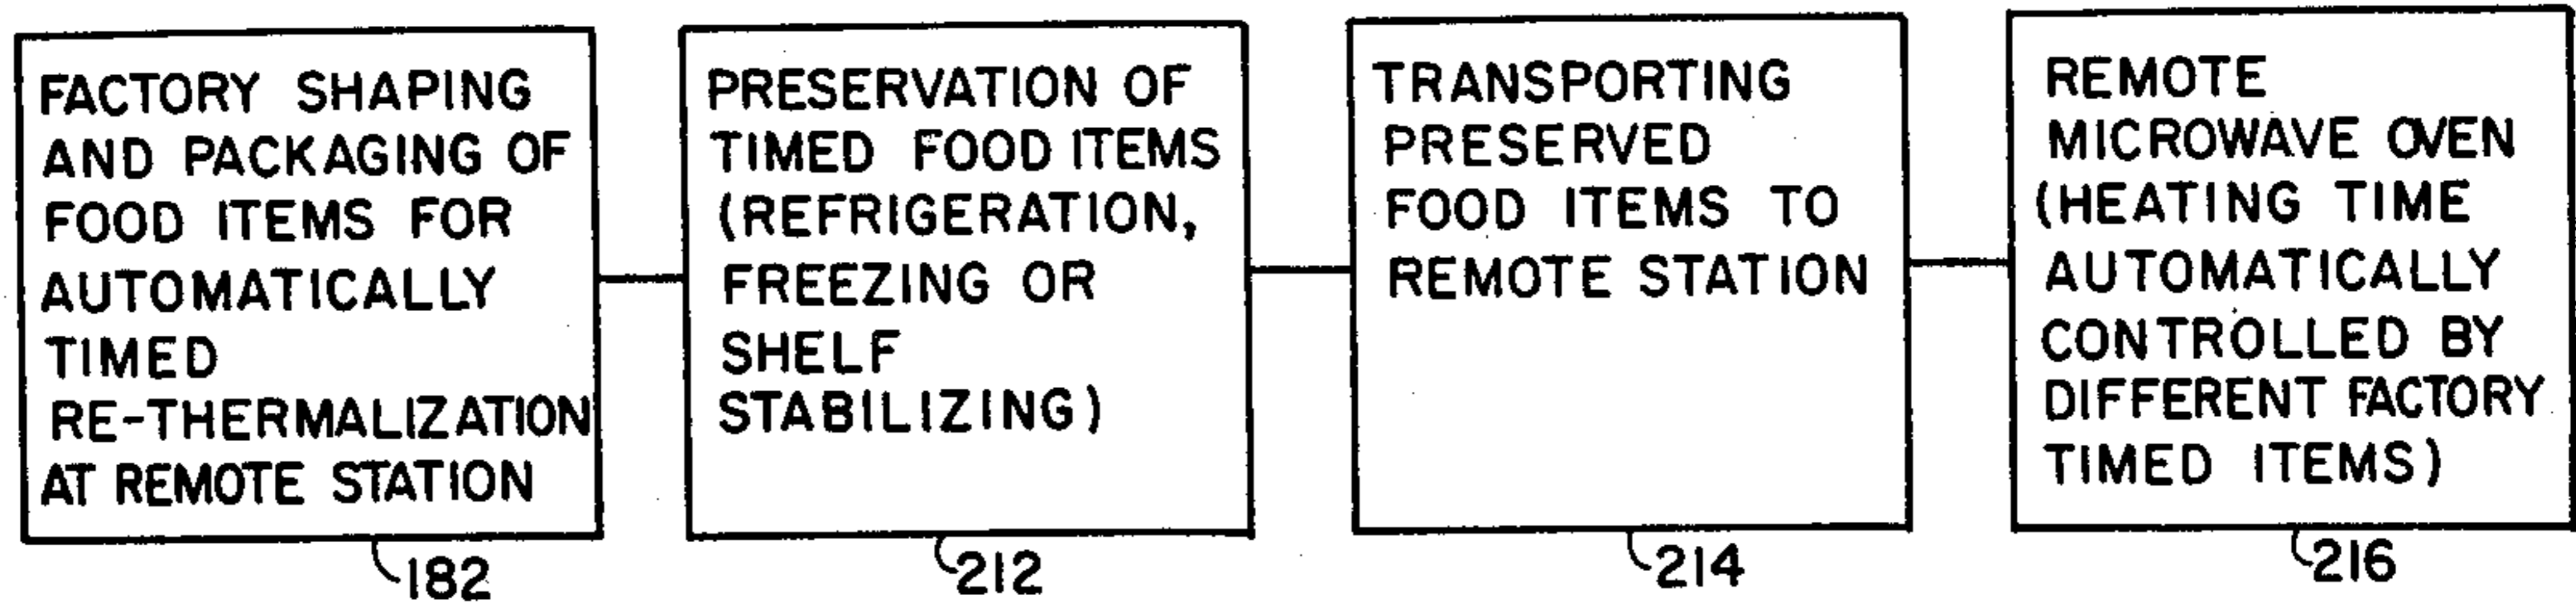 FACTORY SHAPING
AND PACKAGING OF
FOOD ITEMS FOR
AUTOMATICALLY
TIMED
RE-THERMALIZATION
AT REMOTE STATION
182
PRESERVATION OF
TIMED FOOD ITEMS
(REFRIGERATION,
FREEZING OR
SHELF
STABILIZING)
212
TRANSPORTING
PRESERVED
FOOD ITEMS TO
REMOTE STATION
214
REMOTE
MICROWAVE OVEN
(HEATING TIME
AUTOMATICALLY
CONTROLLED BY
DIFFERENT FACTORY
TIMED ITEMS)
216